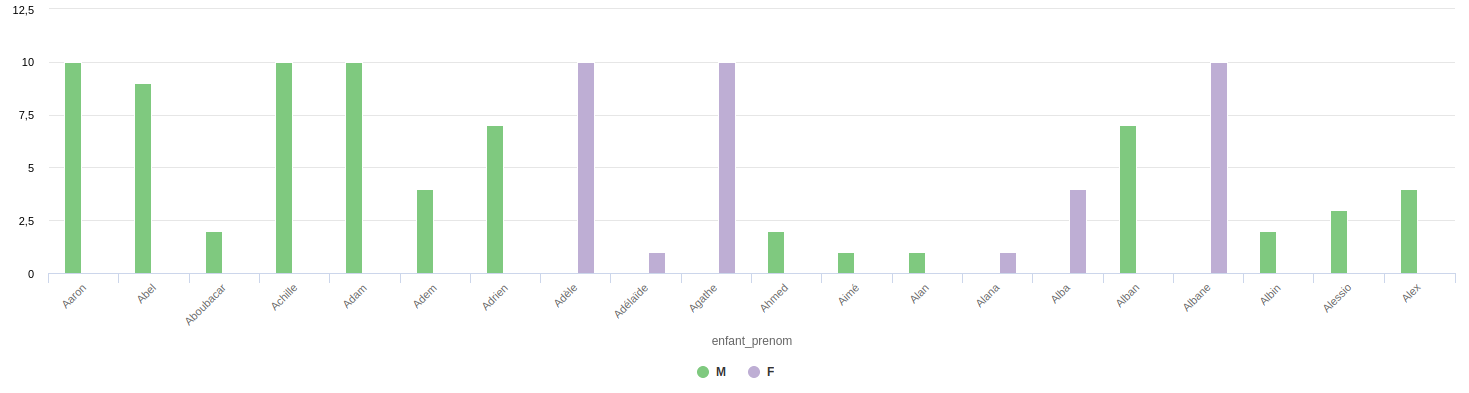 12,5
10
7,5
5
2,5
0
Aaron
Abel
Aboubacar
Achille
Adam
Adem
Adrien
Adèle
Adélaïde
Agathe
Ahmed
Aimé
Alan
Alana
Alba
Alban
Albane
Albin
Alessio
Alex
enfant_prenom
M F